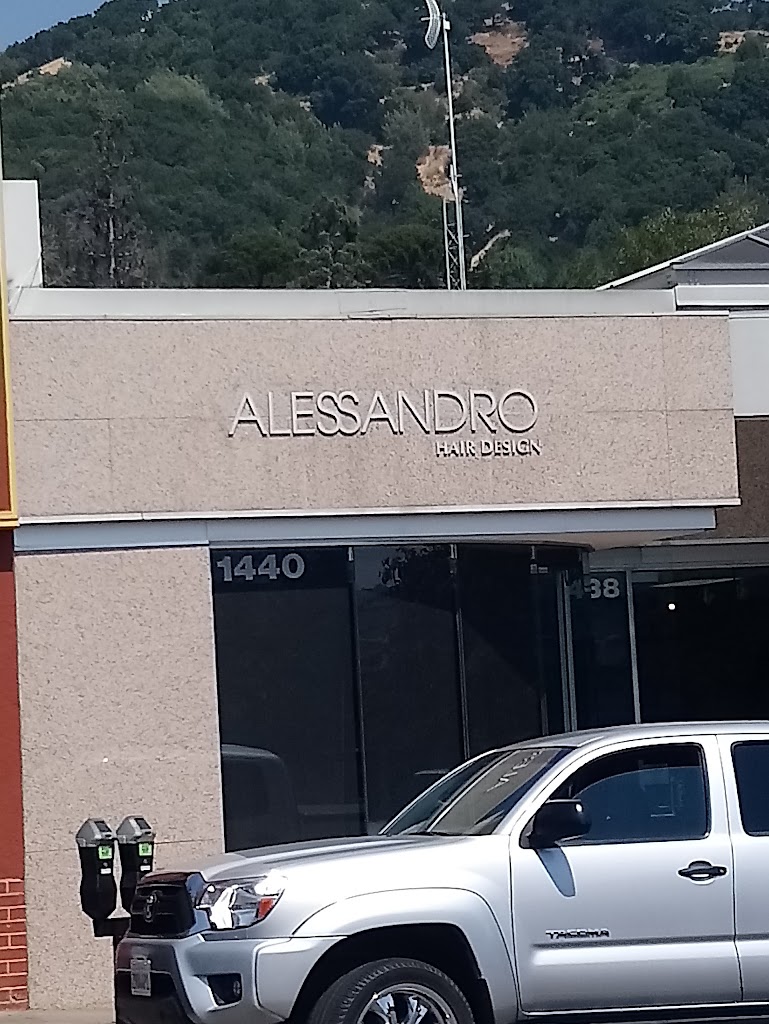 ALESSANDRO
HAIR DESIGN
1440
TACOMA